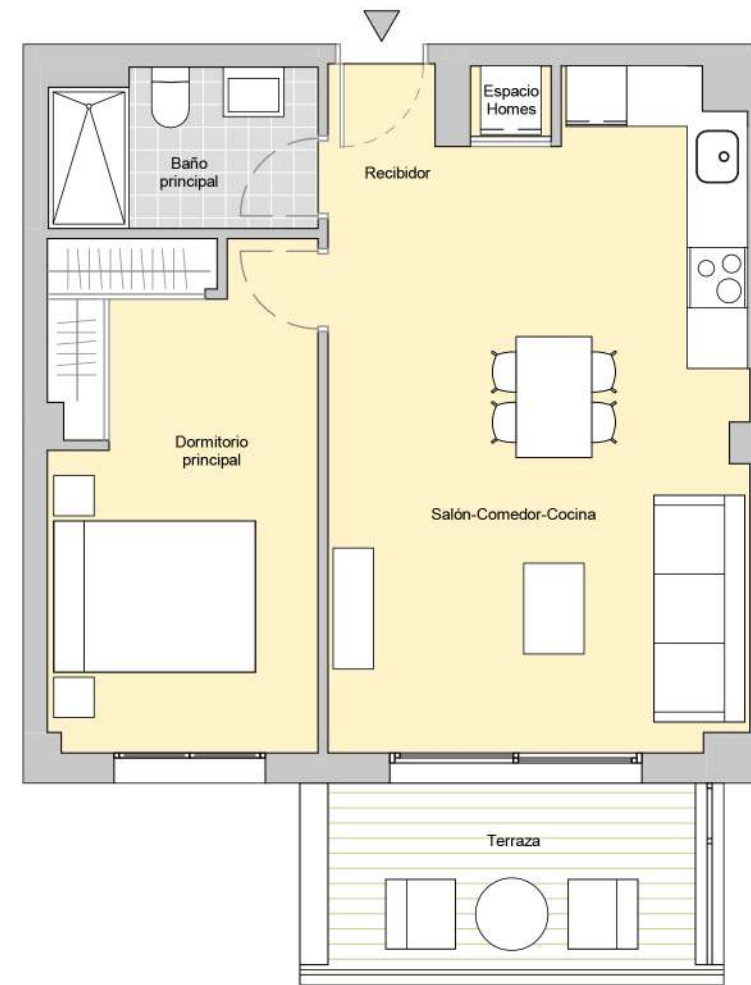 Espacio
Homes
Baño
principal
Recibidor
Dormitorio
principal
Salón-Comedor-Cocina
Terraza